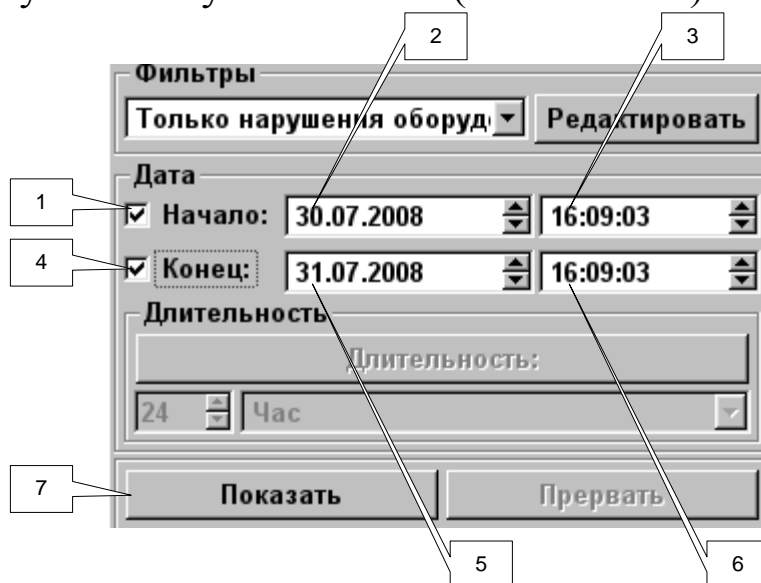 2 3
Фильтры
Только нарушения оборуд Редактировать
Дата
1 Начало: 30.07.2008 16:09:03
4 Конец: 31.07.2008 16:09:03
Длительность
Длительность:
24 Час
7 Показать Прервать
5 6